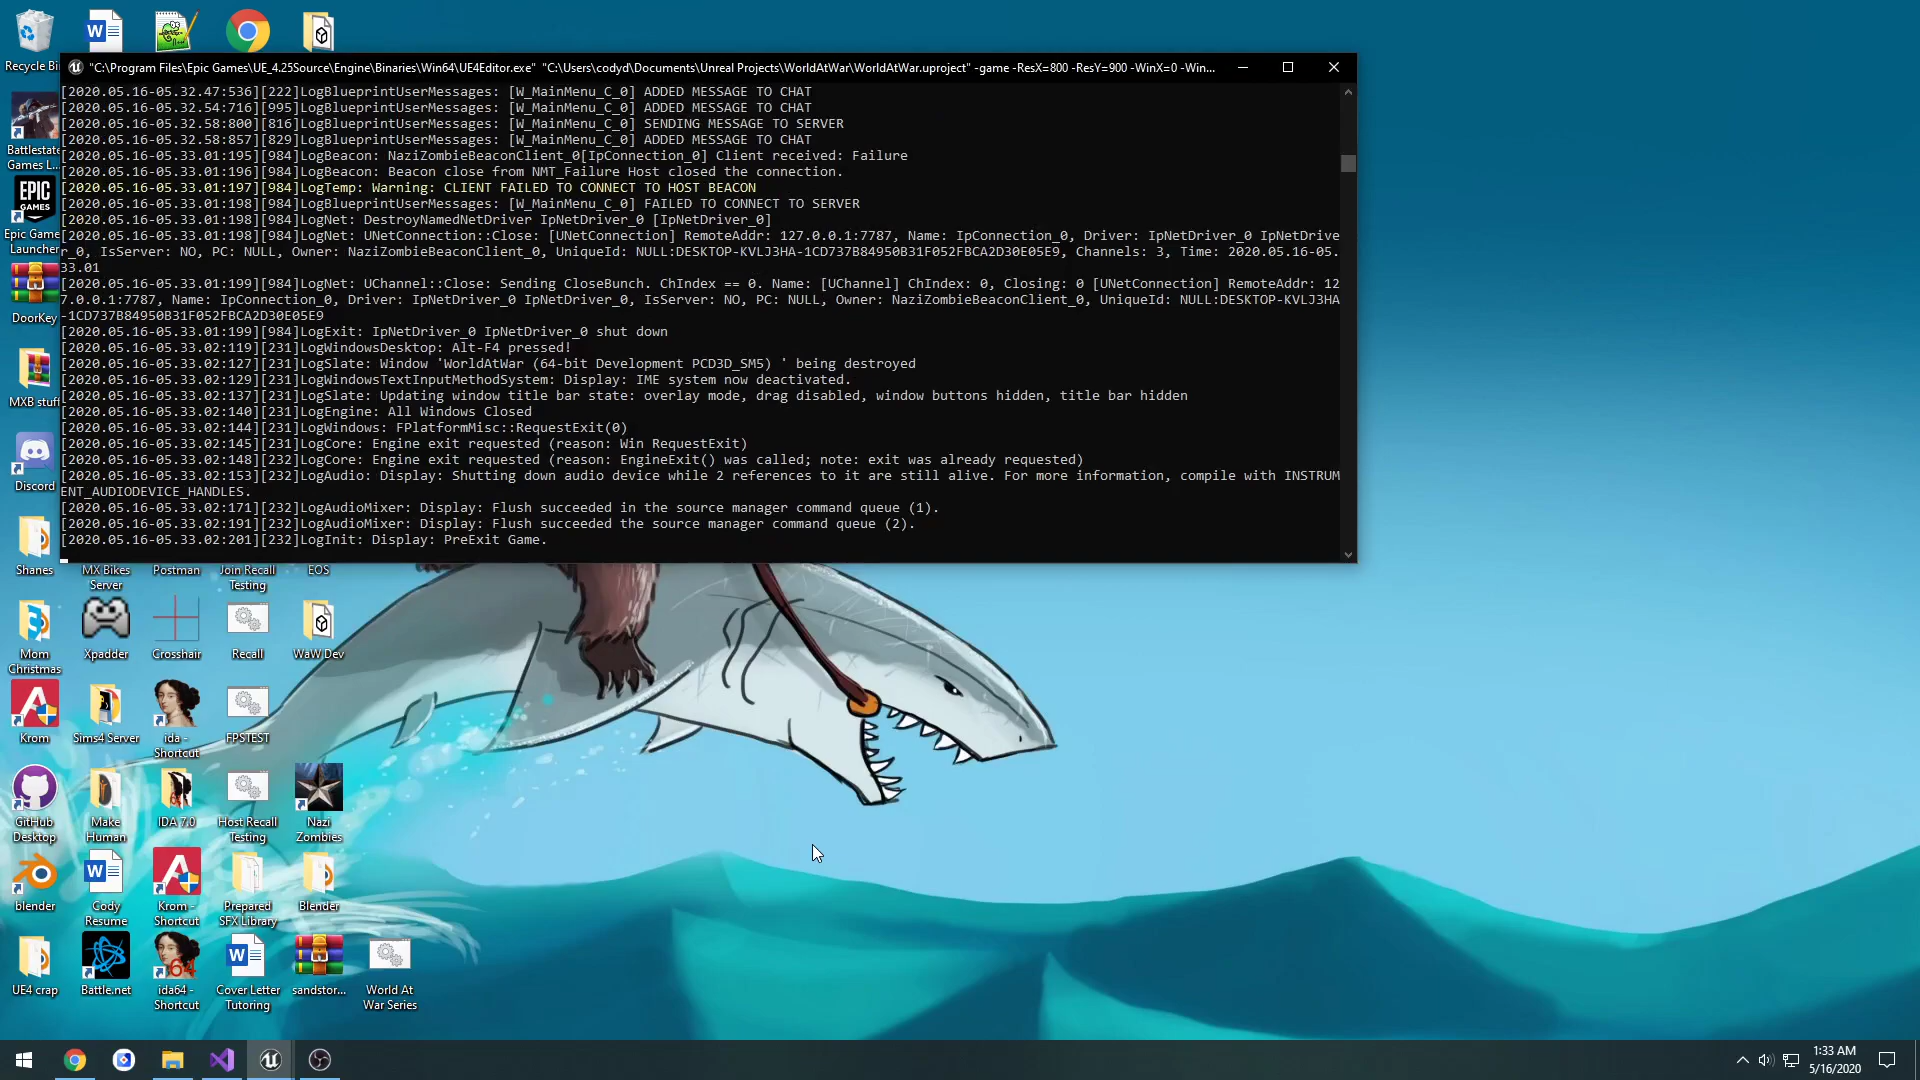 Recycle Bi
"C:\Program Files\Epic Games\UE_4.25Source\Engine\Binaries\Win64\UE4Editor.exe" "C:\Users\codyd\Documents\Unreal Projects\WorldAtWar\WorldAtWar.uproject" -game -ResX=800 -ResY=900 -WinX=0 -Win...
[2020.05.16-05.32.47:536][222]LogBlueprintUserMessages: [W_MainMenu_C_0] ADDED MESSAGE TO CHAT
[2020.05.16-05.32.54:716][995]LogBlueprintUserMessages: [W_MainMenu_C_0] ADDED MESSAGE TO CHAT
[2020.05.16-05.32.58:800][816]LogBlueprintUserMessages: [W_MainMenu_C_0] SENDING MESSAGE TO SERVER
[2020.05.16-05.32.58:857][829]LogBlueprintUserMessages: [W_MainMenu_C_0] ADDED MESSAGE TO CHAT
[2020.05.16-05.33.01:195][984]LogBeacon: NaziZombieBeaconClient_0[IpConnection_0] Client received: Failure
[2020.05.16-05.33.01:196][984]LogBeacon: Beacon close from NMT_Failure Host closed the connection.
[2020.05.16-05.33.01:197][984]LogTemp: Warning: CLIENT FAILED TO CONNECT TO HOST BEACON
[2020.05.16-05.33.01:198][984]LogBlueprintUserMessages: [W_MainMenu_C_0] FAILED TO CONNECT TO SERVER
[2020.05.16-05.33.01:198][984]LogNet: DestroyNamedNetDriver IpNetDriver_0 [IpNetDriver_0]
[2020.05.16-05.33.01:198][984]LogNet: UNetConnection::Close: [UNetConnection] RemoteAddr: 127.0.0.1:7787, Name: IpConnection_0, Driver: IpNetDriver_0 IpNetDrive
r_0, IsServer: NO, PC: NULL, Owner: NaziZombieBeaconClient_0, UniqueId: NULL:DESKTOP-KVLJ3HA-1CD737B84950B31F052FBCA2D30E05E9, Channels: 3, Time: 2020.05.16-05.
33.01
[2020.05.16-05.33.01:199][984]LogNet: UChannel::Close: Sending CloseBunch. ChIndex == 0. Name: [UChannel] ChIndex: 0, Closing: 0 [UNetConnection] RemoteAddr: 12
7.0.0.1:7787, Name: IpConnection_0, Driver: IpNetDriver_0 IpNetDriver_0, IsServer: NO, PC: NULL, Owner: NaziZombieBeaconClient_0, UniqueId: NULL:DESKTOP-KVLJ3HA
-1CD737B84950B31F052FBCA2D30E05E9
[2020.05.16-05.33.01:199][984]LogExit: IpNetDriver_0 IpNetDriver_0 shut down
[2020.05.16-05.33.02:119][231]LogWindowsDesktop: Alt-F4 pressed!
[2020.05.16-05.33.02:127][231]LogSlate: Window 'WorldAtWar (64-bit Development PCD3D_SM5) ' being destroyed
[2020.05.16-05.33.02:129][231]LogWindowsTextInputMethodSystem: Display: IME system now deactivated.
[2020.05.16-05.33.02:137][231]LogSlate: Updating window title bar state: overlay mode, drag disabled, window buttons hidden, title bar hidden
[2020.05.16-05.33.02:140][231]LogEngine: All Windows Closed
[2020.05.16-05.33.02:144][231]LogWindows: FPlatformMisc::RequestExit(0)
[2020.05.16-05.33.02:145][231]LogCore: Engine exit requested (reason: Win RequestExit)
[2020.05.16-05.33.02:148][232]LogCore: Engine exit requested (reason: EngineExit() was called; note: exit was already requested)
[2020.05.16-05.33.02:153][232]LogAudio: Display: Shutting down audio device while 2 references to it are still alive. For more information, compile with INSTRUM
ENT_AUDIODEVICE_HANDLES.
[2020.05.16-05.33.02:171][232]LogAudioMixer: Display: Flush succeeded in the source manager command queue (1).
[2020.05.16-05.33.02:191][232]LogAudioMixer: Display: Flush succeeded the source manager command queue (2).
[2020.05.16-05.33.02:201][232]LogInit: Display: PreExit Game.
Battlestate
Games L...
EPIC
GAMES
Epic Game
Launcher
DoorKey
MXB stuff
Discord
Shanes
MX Bikes
Server
Postman
Join Recall
Testing
EOS
Mom
Christmas
Xpadder
Crosshair
Recall
WaW Dev
Krom
Sims4 Server
ida -
Shortcut
FPSTEST
GitHub
Desktop
Make
Human
IDA 7.0
Host Recall
Testing
Nazi
Zombies
blender
Cody
Resume
Krom -
Shortcut
Prepared
SFX Library
Blender
UE4 crap
Battle.net
64
ida64 -
Shortcut
Cover Letter
Tutoring
sandstor...
World At
War Series
1:33 AM
5/16/2020